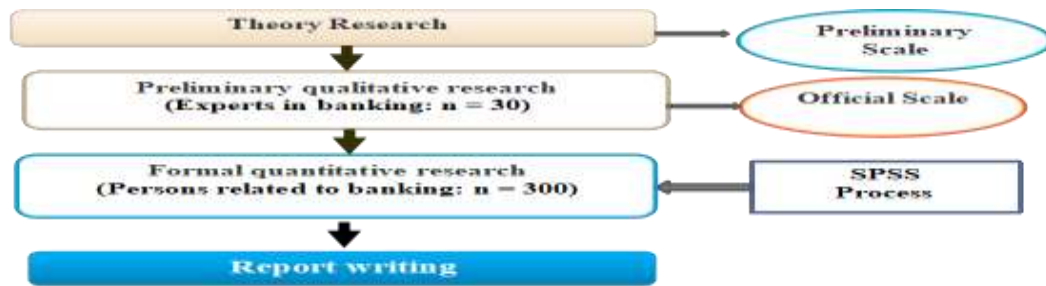 Theory Research
Preliminary
Scale
Preliminary qualitative research
(Experts in banking: n = 30)
Official Scale
Formal quantitative research
(Persons related to banking: n = 300)
SPSS
Process
Report writing